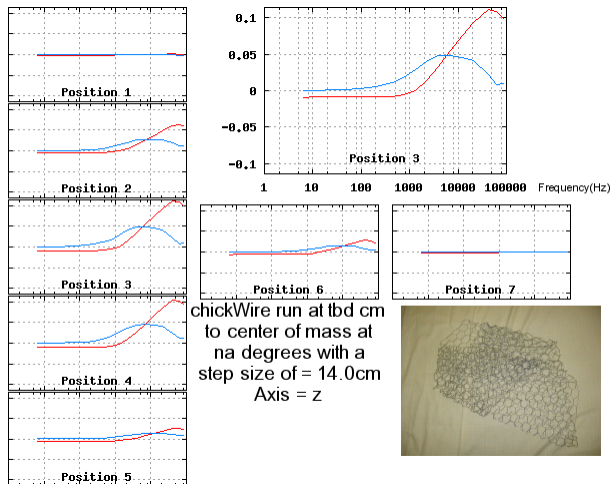 Position 1
Position 2
Position 3
Position 4
Position 5
0.1
0.05
0
-0.05
-0.1
Position 3
1 10 100 1000 10000 100000 Frequency(Hz)
Position 6
Position 7
chickWire run at tbd cm
to center of mass at
na degrees with a
step size of = 14.0cm
Axis = z